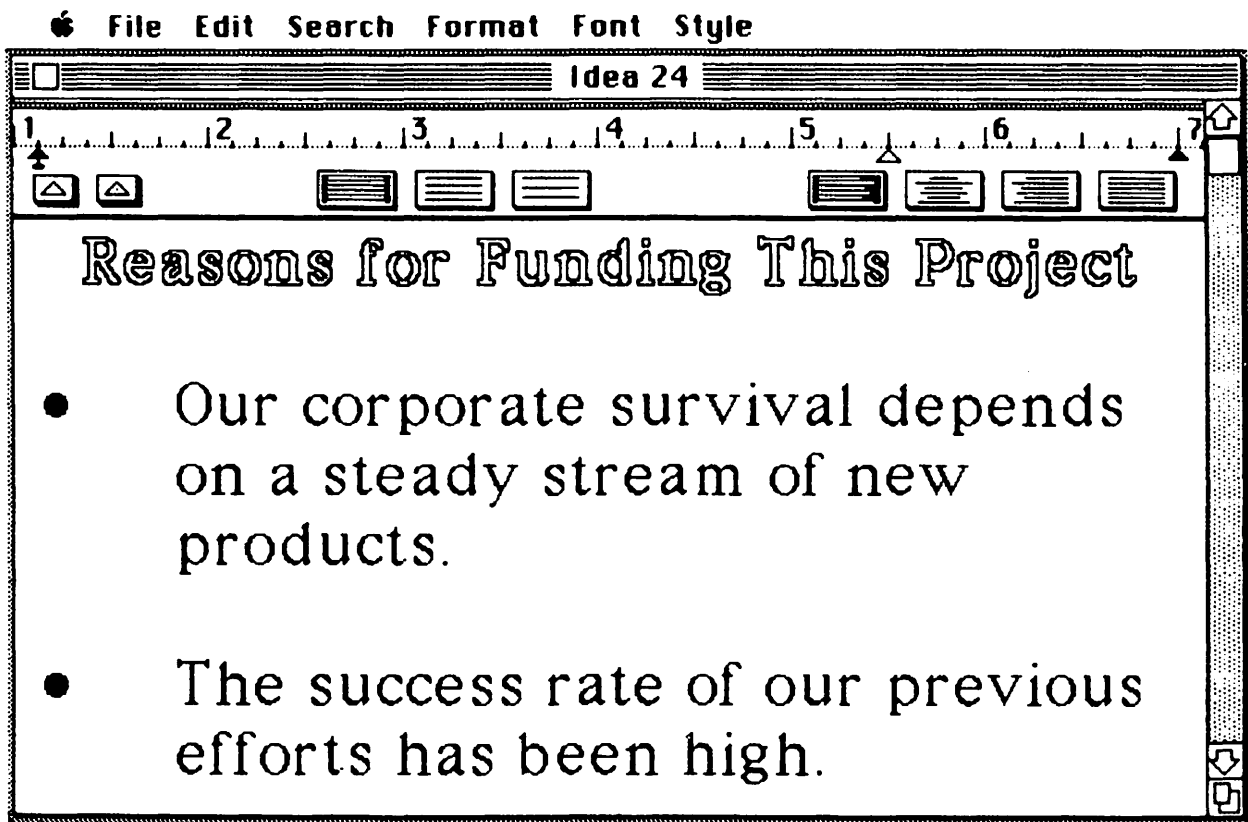 File Edit Search Format Font Style
Idea 24
1 2 3 4 5 6 7
Reasons for Funding This Project
• Our corporate survival depends
on a steady stream of new
products.
• The success rate of our previous
efforts has been high.